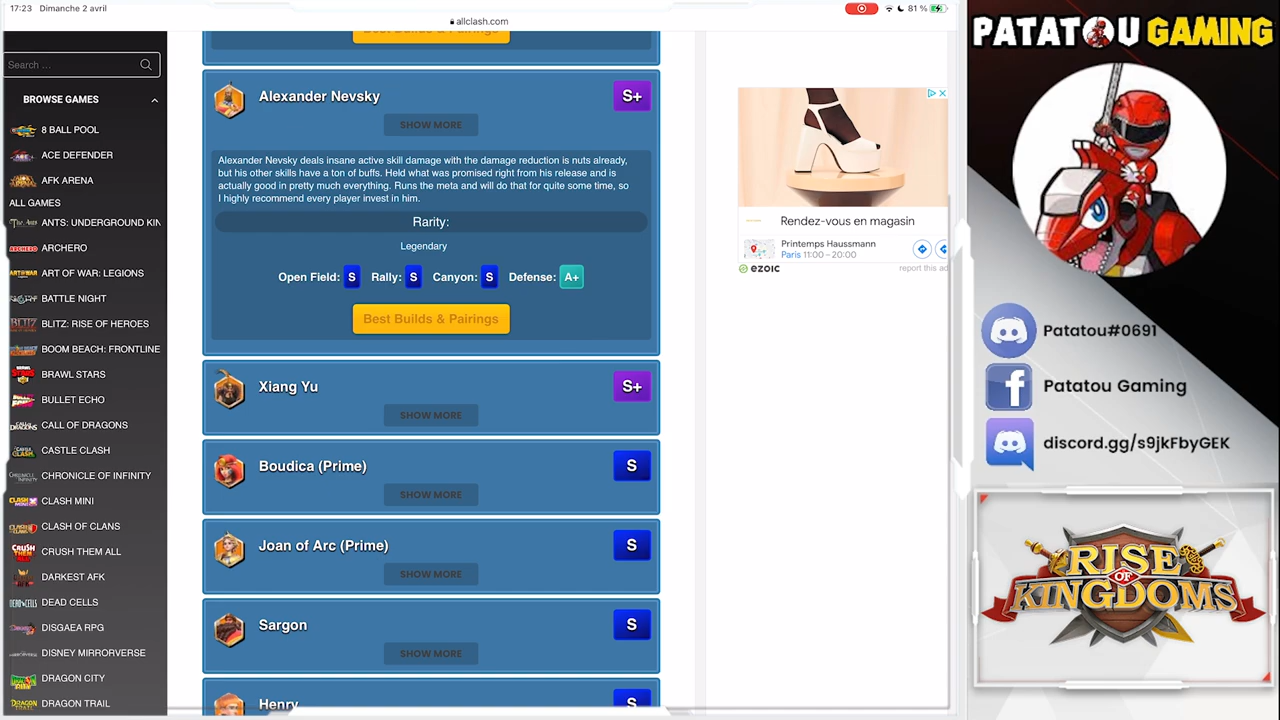 17:23 Dimanche 2 avril
81 %
allclash.com
PATATOU GAMING
Best Builds & Pairings
Search ...
BROWSE GAMES
8 BALL POOL
ACE DEFENDER
AFK ARENA
ALL GAMES
ANTS: UNDERGROUND KIN
ARCHERO
ART OF WAR: LEGIONS
BATTLE NIGHT
BLITZ: RISE OF HEROES
BOOM BEACH: FRONTLINE
BRAWL STARS
BULLET ECHO
CALL OF DRAGONS
CASTLE CLASH
CHRONICLE OF INFINITY
CLASH MINI
CLASH OF CLANS
CRUSH THEM ALL
DARKEST AFK
DEAD CELLS
DISGAEA RPG
DISNEY MIRRORVERSE
DRAGON CITY
DRAGON TRAIL
Alexander Nevsky
S+
SHOW MORE
Alexander Nevsky deals insane active skill damage with the damage reduction is nuts already,
but his other skills have a ton of buffs. Held what was promised right from his release and is
actually good in pretty much everything. Runs the meta and will do that for quite some time, so
I highly recommend every player invest in him.
Rarity:
Legendary
Open Field: S Rally: S Canyon: S Defense: A+
Best Builds & Pairings
Xiang Yu
S+
SHOW MORE
Boudica (Prime)
S
SHOW MORE
Joan of Arc (Prime)
S
SHOW MORE
Sargon
S
SHOW MORE
Henry
S
Rendez-vous en magasin
Printemps Haussmann
Paris 11:00 - 20:00
ezoic
report this ad
Patatou#0691
Patatou Gaming
discord.gg/s9jkFbyGEK
RISE
OF
KINGDOMS